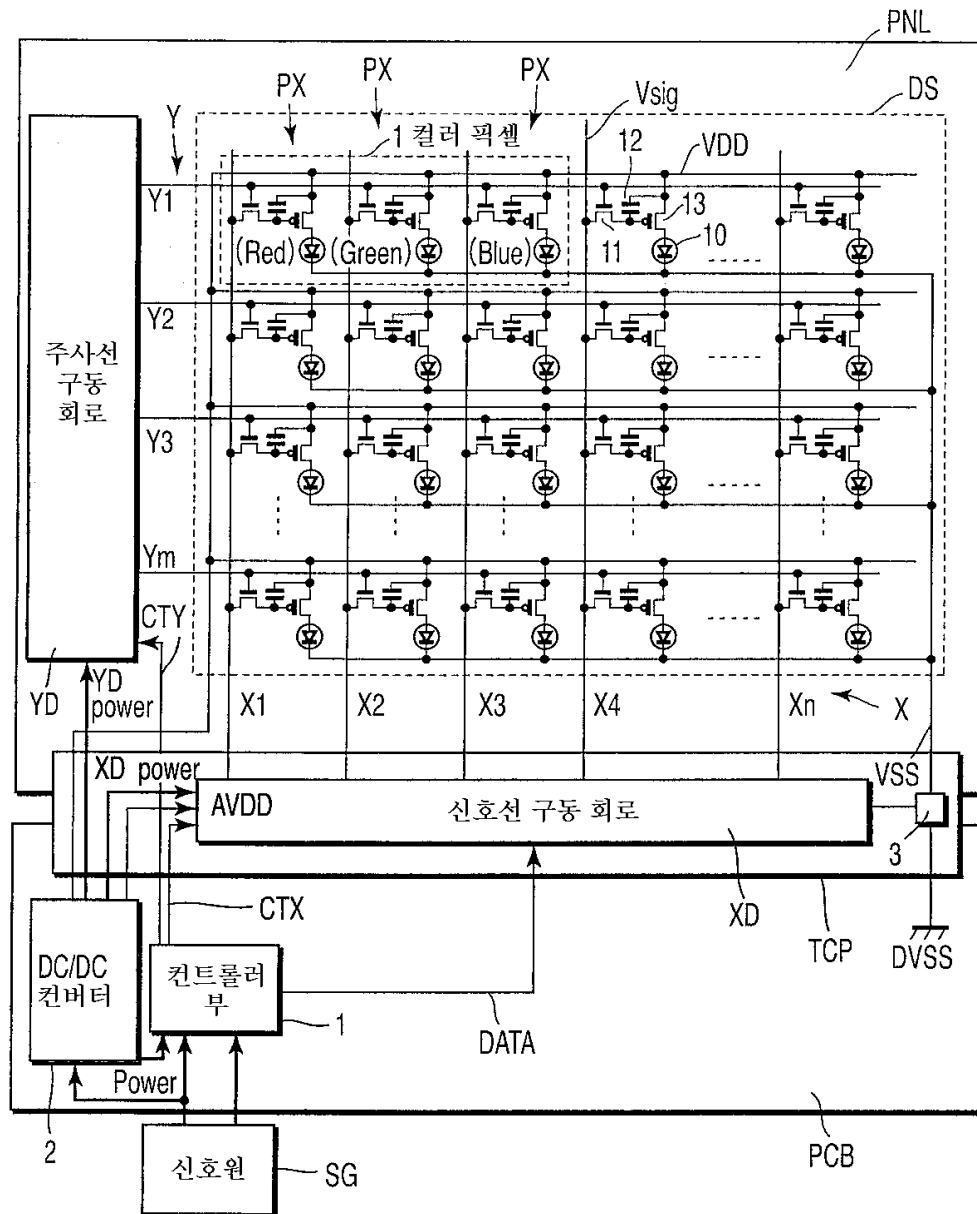 PNL
PX
PX
PX
Vsig
DS
Y
1 컬러 픽셀
12
VDD
Y1
13
(Red)
(Green)
(Blue)
11
10
Y2
주사선
구동
회로
Y3
Ym
CTY
YD
YD
power
X1
X2
X3
X4
Xn
X
XD power
VSS
AVDD
신호선 구동 회로
3
CTX
XD
TCP
DVSS
DC/DC
컨버터
컨트롤러
부
1
DATA
Power
2
신호원
SG
PCB